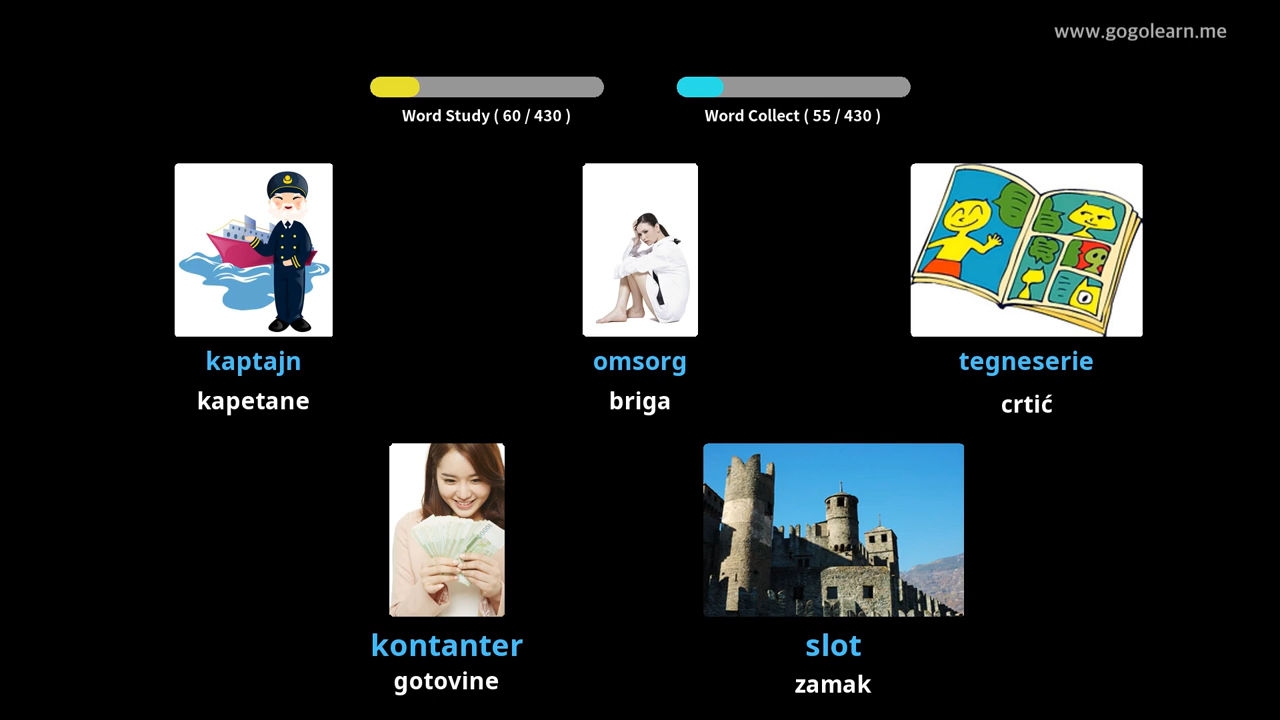 www.gogolearn.me
Word Study ( 60 / 430 )
Word Collect ( 55 / 430 )
kaptajn
kapetane
omsorg
briga
tegneserie
crtić
kontanter
gotovine
slot
zamak